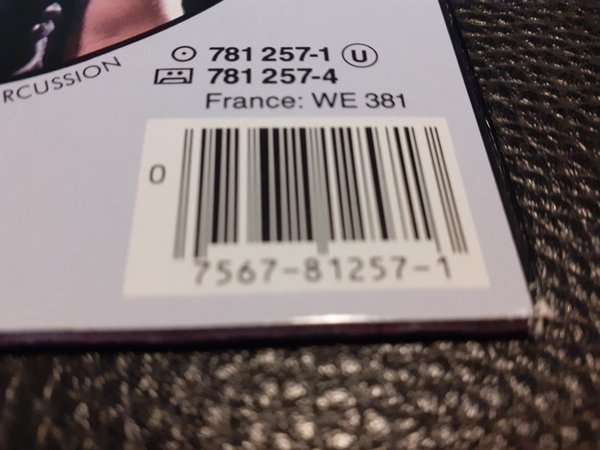 RCUSSION
781 257-1 U
781 257-4
France: WE 381
0
7567-81257-1